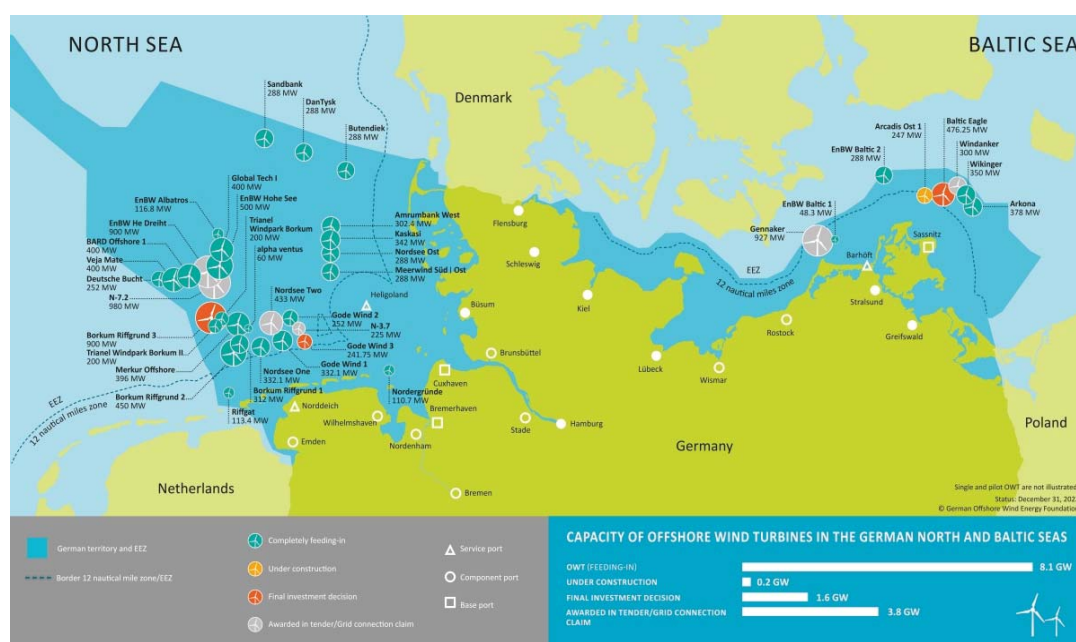 NORTH SEA
BALTIC SEA
Sandbank
288 MW
DanTysk
288 MW
Butendiek
288 MW
Denmark
Global Tech I
400 MW
EnBW Hohe See
500 MW
EnBW Albatros
116.8 MW
Trianel
Windpark Borkum
200 MW
EnBW He Dreiht
900 MW
BARD Offshore 1
400 MW
alpha ventus
60 MW
Veja Mate
400 MW
Deutsche Bucht
252 MW
N-7.2
980 MW
Nordsee Two
433 MW
Amrumbank West
302.4 MW
Kaskasi
342 MW
Nordsee Ost
288 MW
Meerwind Süd I Ost
288 MW
Helgoland
Gode Wind 2
252 MW
N-3.7
225 MW
Gode Wind 3
241.75 MW
Gode Wind 1
332.1 MW
Borkum Riffgrund 3
900 MW
Trianel Windpark Borkum II
200 MW
Merkur Offshore
396 MW
Borkum Riffgrund 2
450 MW
Nordsee One
332.1 MW
Borkum Riffgrund 1
312 MW
Riffgat
113.4 MW
Nordergründe
110.7 MW
EEZ
12 nautical miles zone
Arcadis Ost 1
247 MW
Baltic Eagle
476.25 MW
Windanker
300 MW
Wikinger
350 MW
EnBW Baltic 2
288 MW
Arkona
378 MW
EnBW Baltic 1
48.3 MW
Gennaker
927 MW
EEZ
12 nautical miles zone
Flensburg
Schleswig
Kiel
Büsum
Brunsbüttel
Cuxhaven
Bremerhaven
Norddeich
Wilhelmshaven
Emden
Nordenham
Stade
Hamburg
Bremen
Lübeck
Wismar
Rostock
Barhöft
Sassnitz
Stralsund
Greifswald
Netherlands
Germany
Poland
Single and pilot OWT are not illustrated
Status: December 31,
© German Offshore Wind Energy Foundation
German territory and EEZ
Border 12 nautical mile zone/EEZ
Completely feeding-in
Under construction
Final investment decision
Awarded in tender/Grid connection claim
Service port
Component port
Base port
CAPACITY OF OFFSHORE WIND TURBINES IN THE GERMAN NORTH AND BALTIC SEAS
OWT (FEEDING-IN)
8.1 GW
UNDER CONSTRUCTION
0.2 GW
FINAL INVESTMENT DECISION
1.6 GW
AWARDED IN TENDER/GRID CONNECTION
CLAIM
3.8 GW